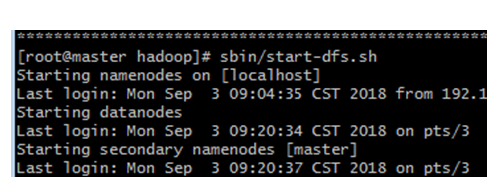 **************************************************
[root@master hadoop]# sbin/start-dfs.sh
Starting namenodes on [localhost]
Last login: Mon Sep  3 09:04:35 CST 2018 from 192.1
Starting datanodes
Last login: Mon Sep  3 09:20:34 CST 2018 on pts/3
Starting secondary namenodes [master]
Last login: Mon Sep  3 09:20:37 CST 2018 on pts/3